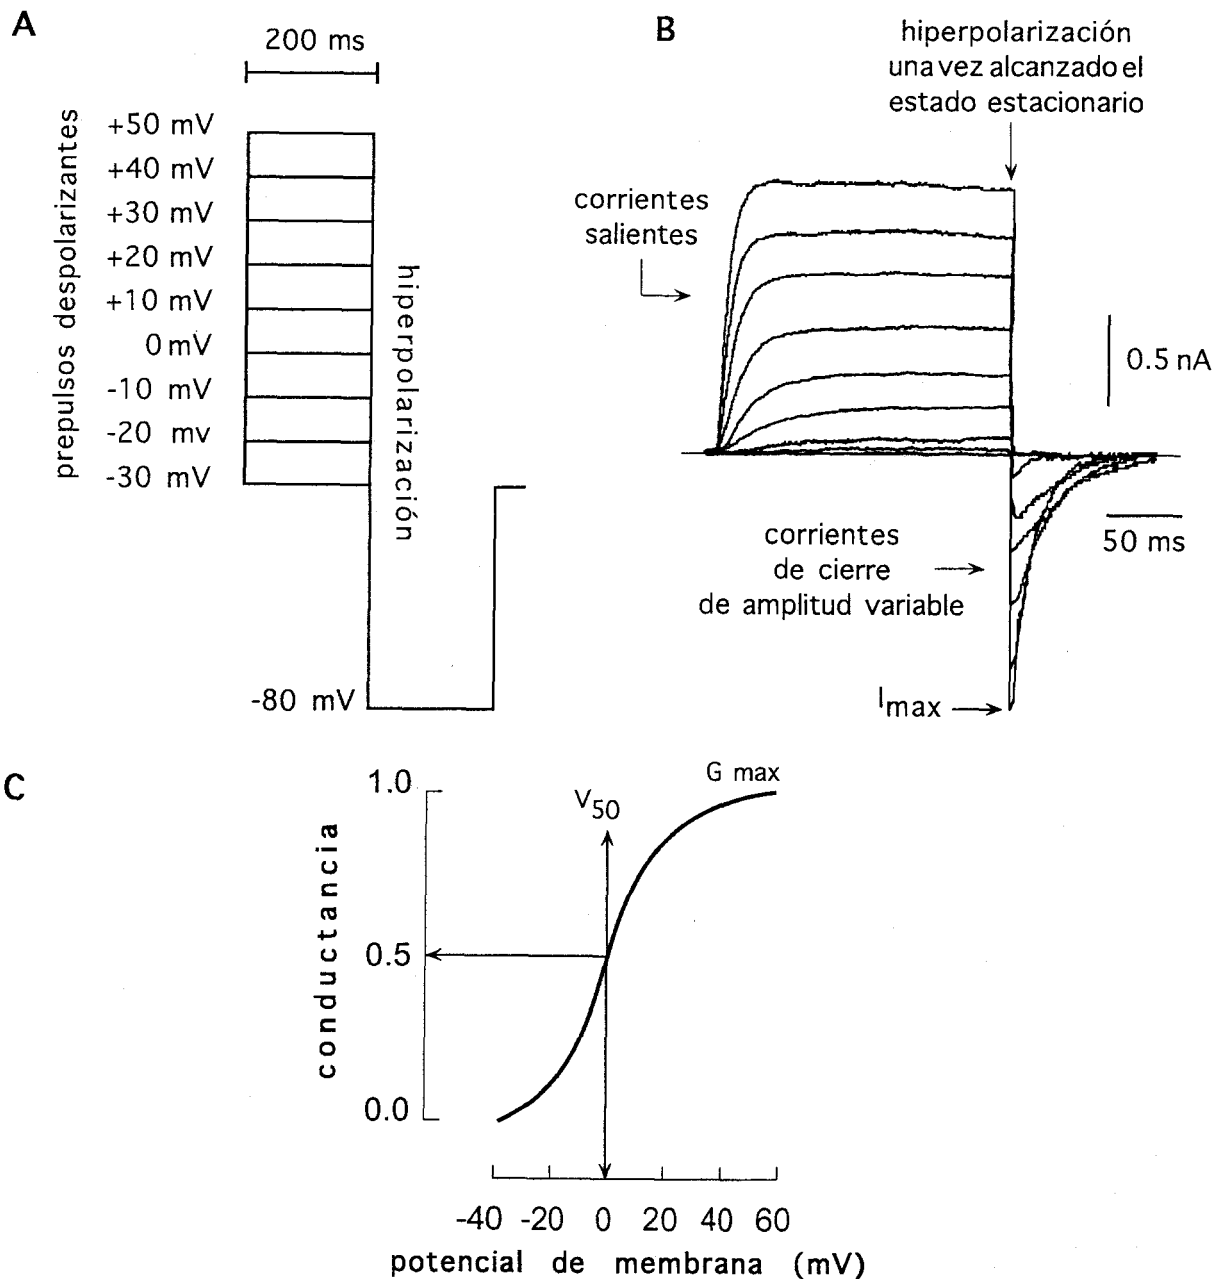 A
200 ms
prepulsos despolarizantes
+50 mV
+40 mV
+30 mV
+20 mV
+10 mV
0 mV
-10 mV
-20 mv
-30 mV
hiperpolarización
-80 mV
B
hiperpolarización
una vez alcanzado el
estado estacionario
corrientes
salientes
0.5 nA
50 ms
corrientes
de cierre
de amplitud variable
Imax
C
conductancia
1.0
0.5
0.0
V50
G max
-40 -20 0 20 40 60
potencial de membrana (mV)